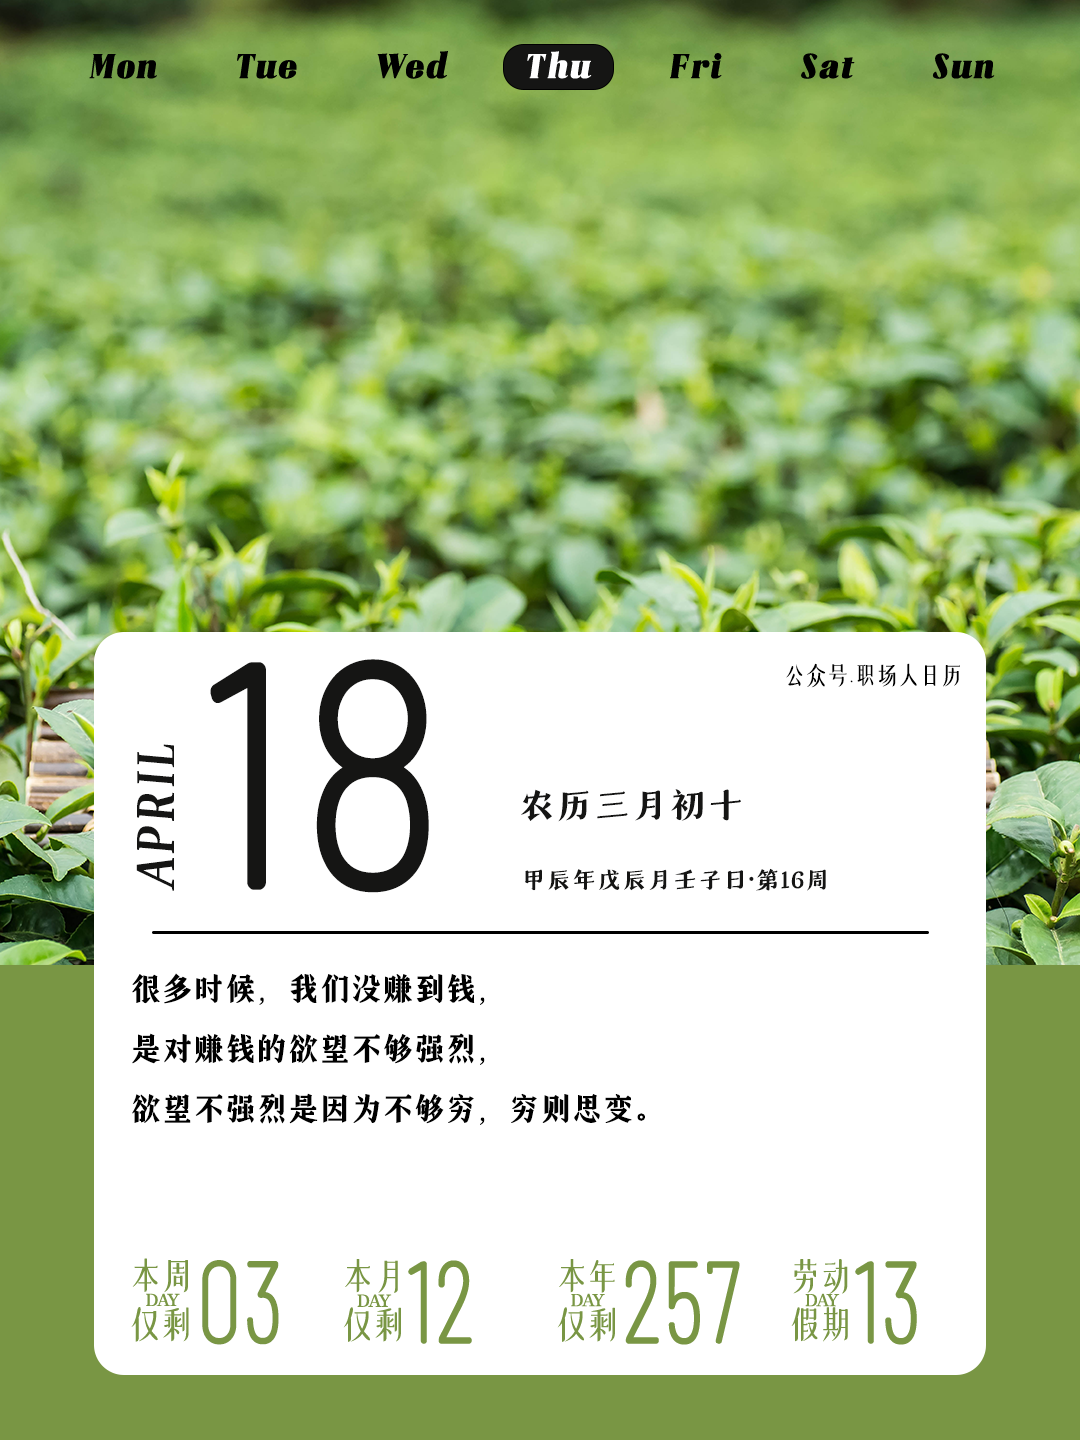 Mon Tue Wed Thu Fri Sat Sun
公众号.职场人日历
APRIL
18
农历三月初十
甲辰年戊辰月壬子日·第16周
很多时候，我们没赚到钱，
是对赚钱的欲望不够强烈，
欲望不强烈是因为不够穷，穷则思变。
本周
DAY
仅剩
03
本月
DAY
仅剩
12
本年
DAY
仅剩
257
劳动
DAY
假期
13